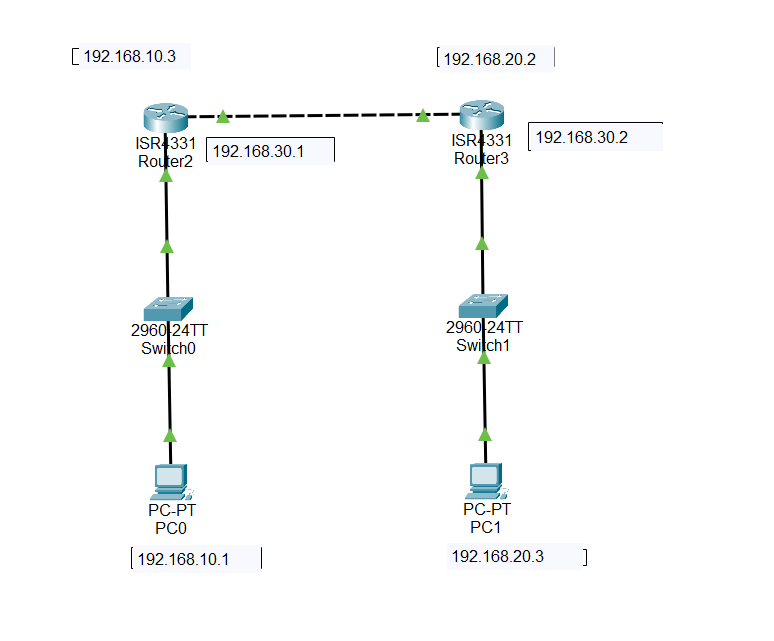 192.168.10.3
192.168.20.2
ISR4331
Router2
192.168.30.1
ISR4331
Router3
192.168.30.2
2960-24TT
Switch0
2960-24TT
Switch1
PC-PT
PC0
PC-PT
PC1
192.168.10.1
192.168.20.3